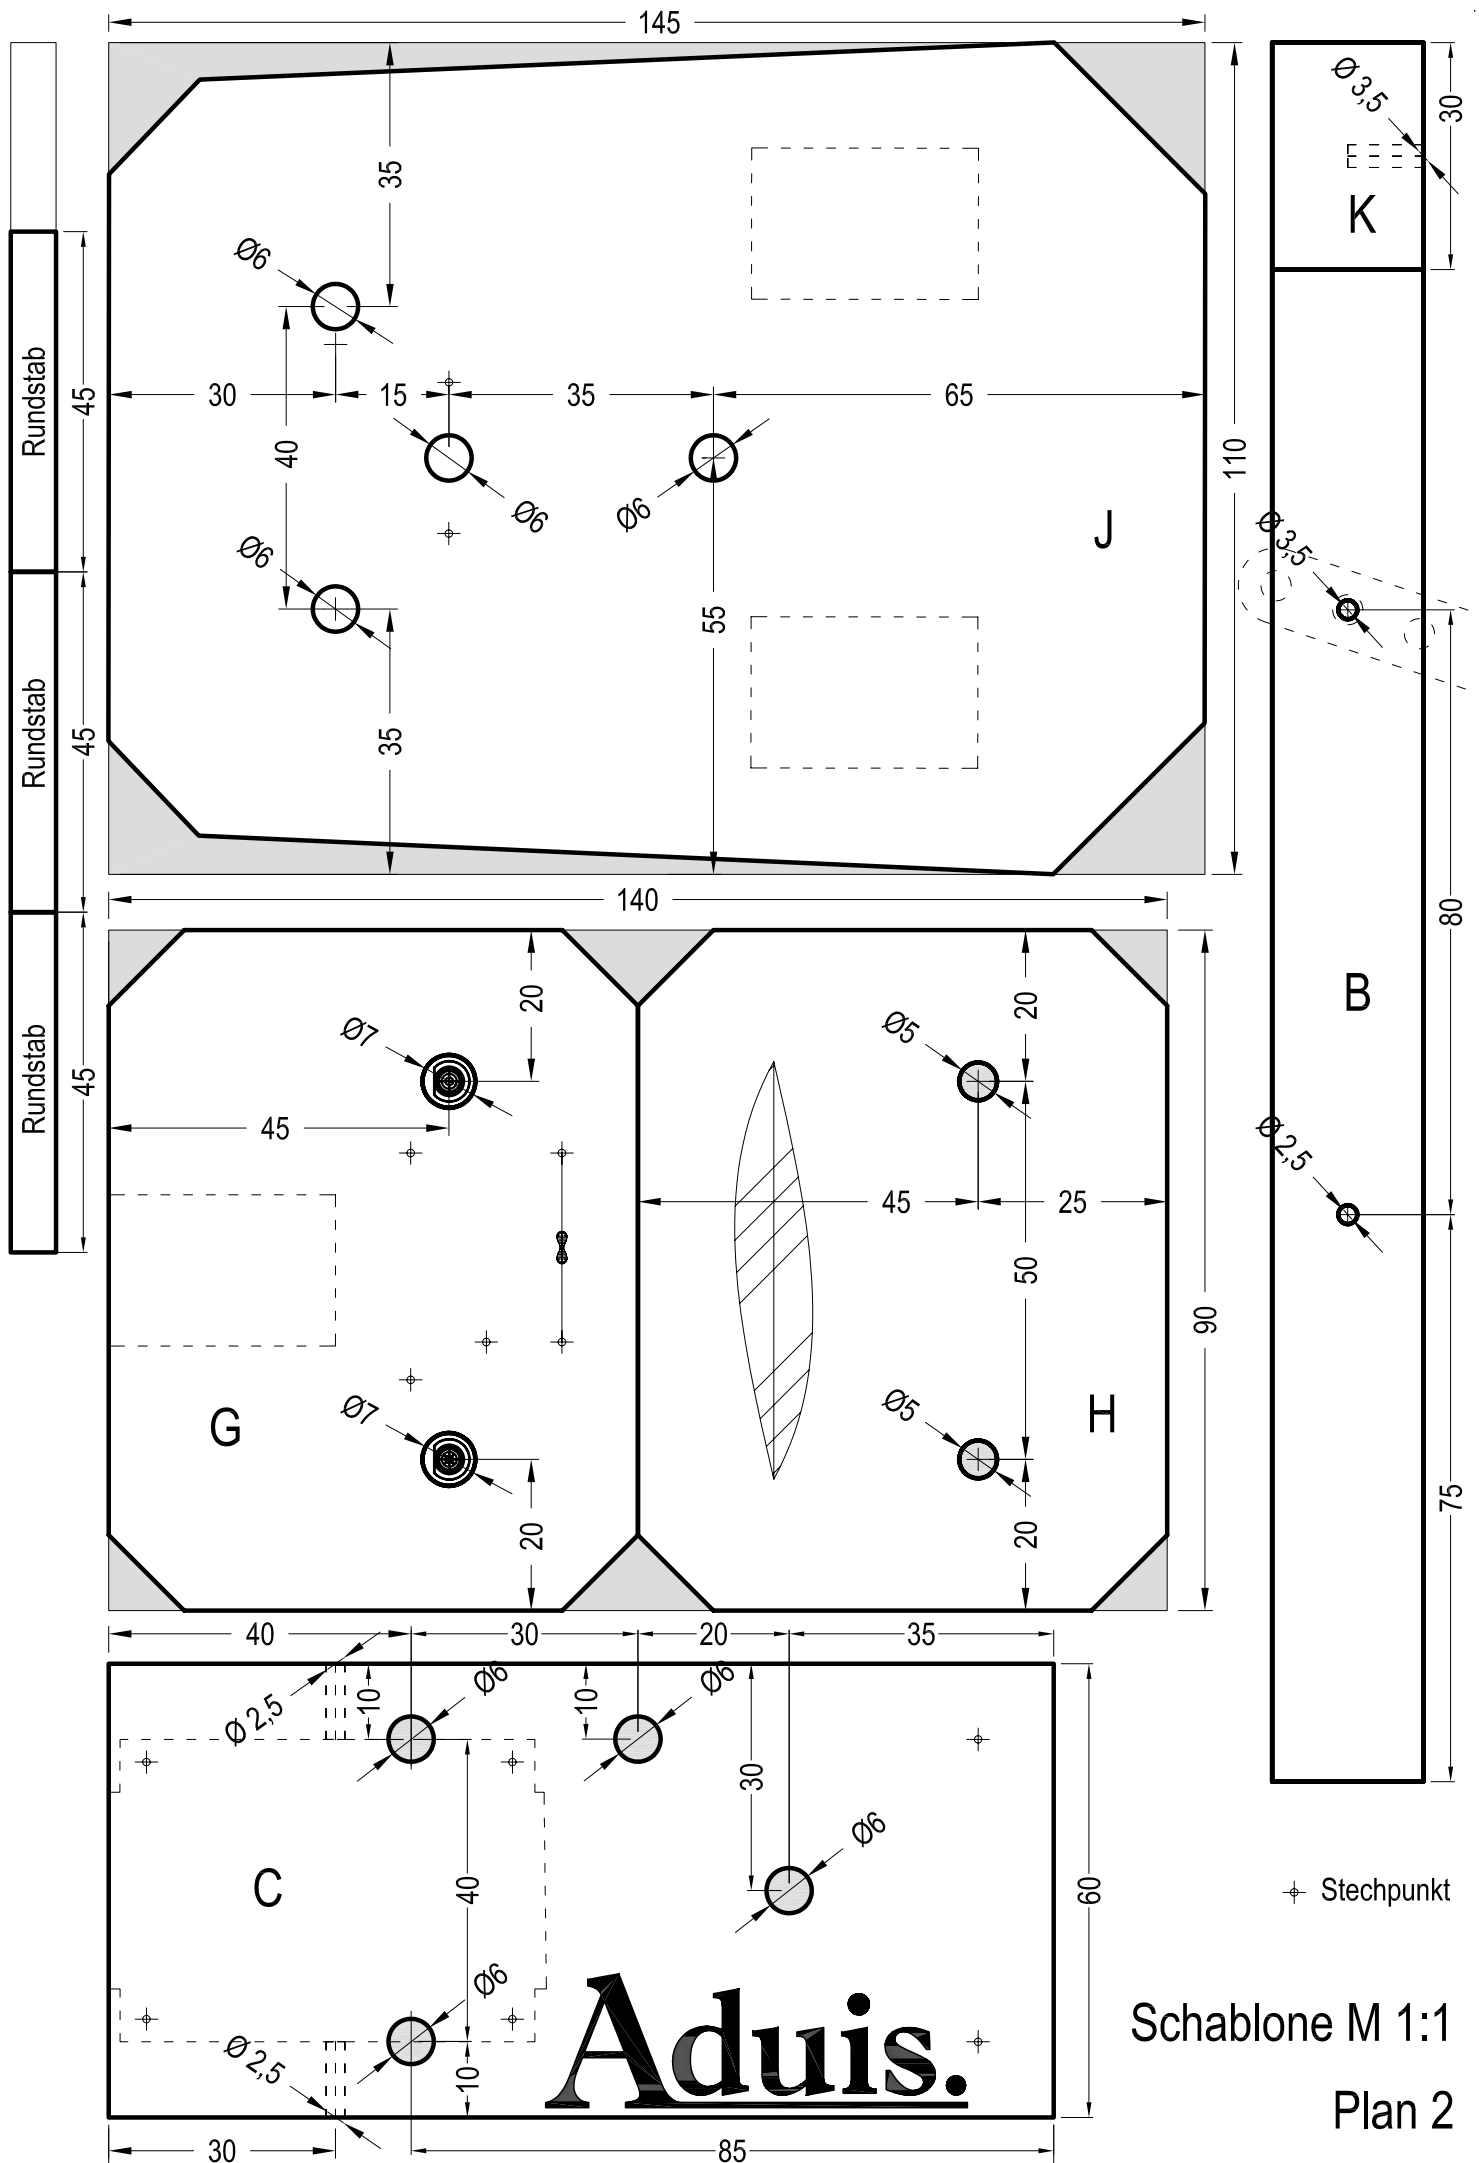 145
Ø 3,5
30
K
35
Ø6
Rundstab
45
30
15
35
65
40
110
Ø6
Ø6
J
Ø 3,5
Ø6
55
Rundstab
45
35
80
140
B
20
20
Ø7
Ø5
Rundstab
45
45
Ø 2,5
45
25
50
90
Ø7
Ø5
G
H
75
20
20
40
30
20
35
Ø 2,5
10
Ø6
10
Ø6
30
Ø6
C
40
60
Stechpunkt
Ø6
Aduis.
Schablone M 1:1
Ø 2,5
10
Plan 2
30
85